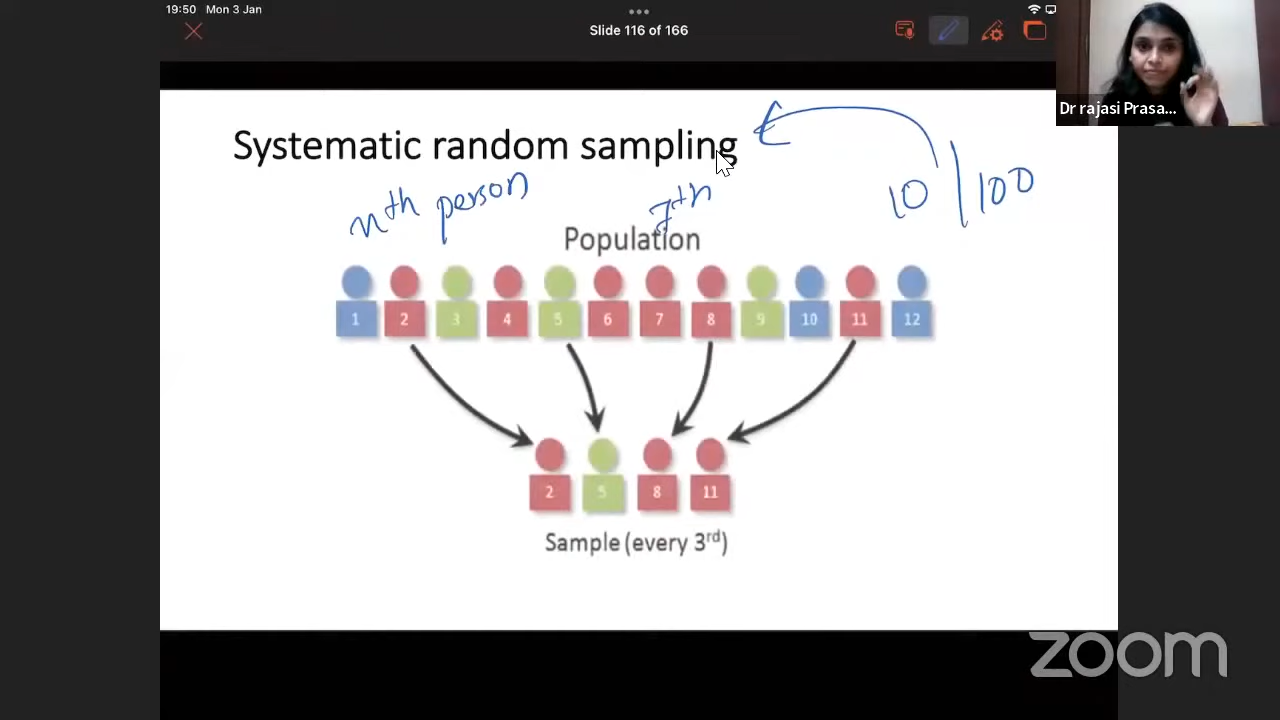 19:50 Mon 3 Jan
Slide 116 of 166
Dr rajasi Prasa...
Systematic random sampling
nth person
7th
10 / 100
Population
1 2 3 4 5 6 7 8 9 10 11 12
2 5 8 11
Sample (every 3rd)
zoom